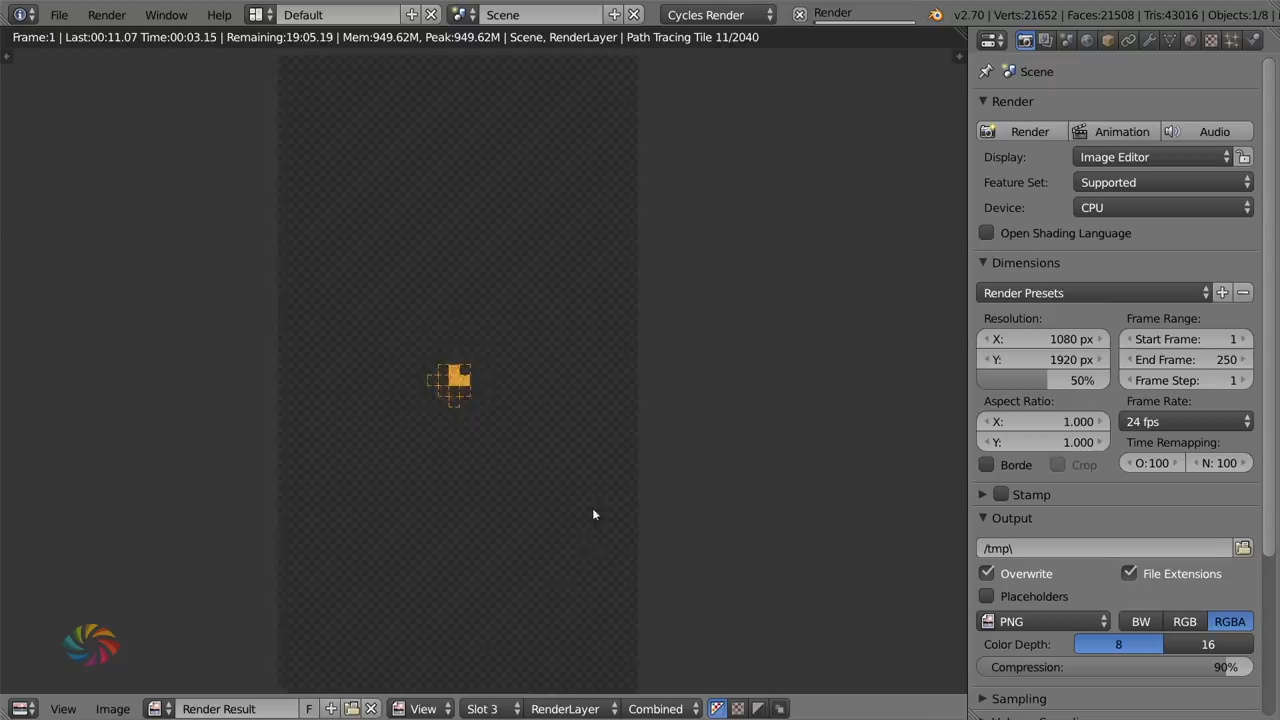 File Render Window Help Default Scene Cycles Render Render v2.70 | Verts:21652 | Faces:21508 | Tris:43016 | Objects:1/8
Frame:1 | Last:00:11.07 Time:00:03.15 | Remaining:19:05.19 | Mem:949.62M, Peak:949.62M | Scene, RenderLayer | Path Tracing Tile 11/2040
Scene
Render
Render Animation Audio
Display: Image Editor
Feature Set: Supported
Device: CPU
Open Shading Language
Dimensions
Render Presets
Resolution: Frame Range:
X: 1080 px Start Frame: 1
Y: 1920 px End Frame: 250
50% Frame Step: 1
Aspect Ratio: Frame Rate:
X: 1.000 24 fps
Y: 1.000 Time Remapping:
Borde Crop O:100 N: 100
Stamp
Output
/tmp\
Overwrite File Extensions
Placeholders
PNG BW RGB RGBA
Color Depth: 8 16
Compression: 90%
Sampling
View Image Render Result F View Slot 3 RenderLayer Combined